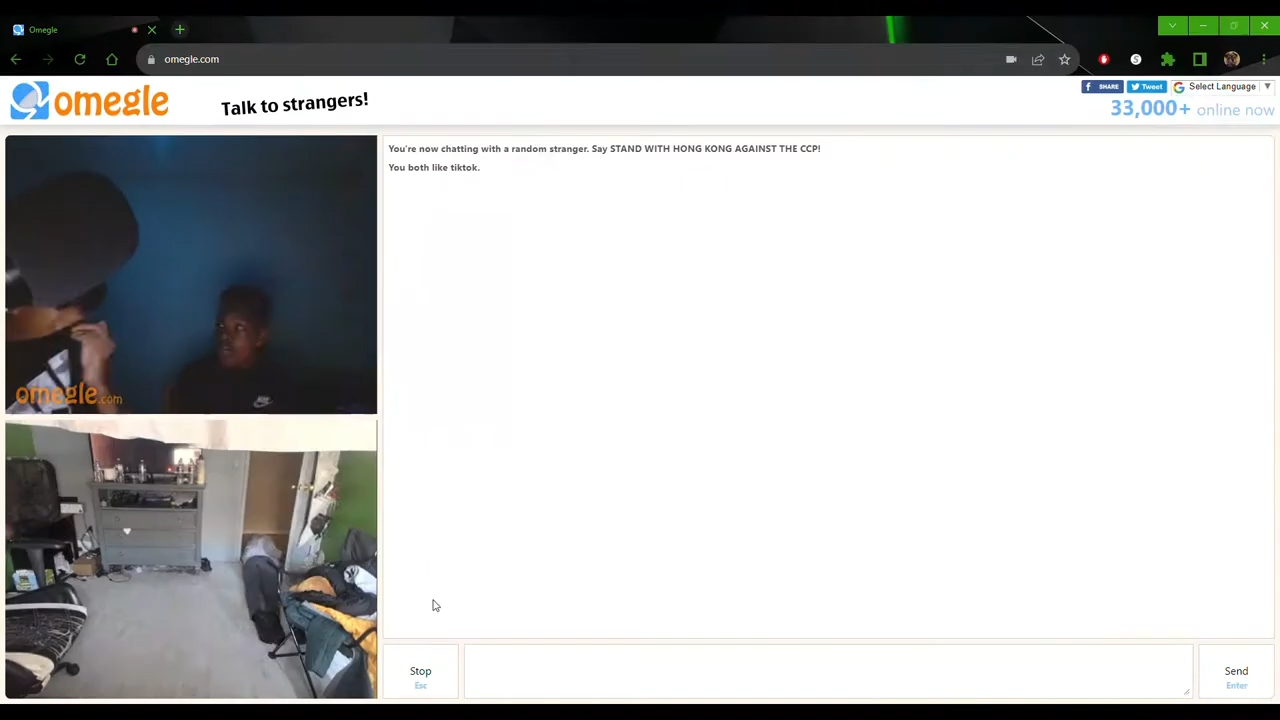 Omegle
omegle.com
omegle
Talk to strangers!
SHARE
Tweet
Select Language
33,000+ online now
You're now chatting with a random stranger. Say STAND WITH HONG KONG AGAINST THE CCP!
You both like tiktok.
omegle.com
Stop
Esc
Send
Enter